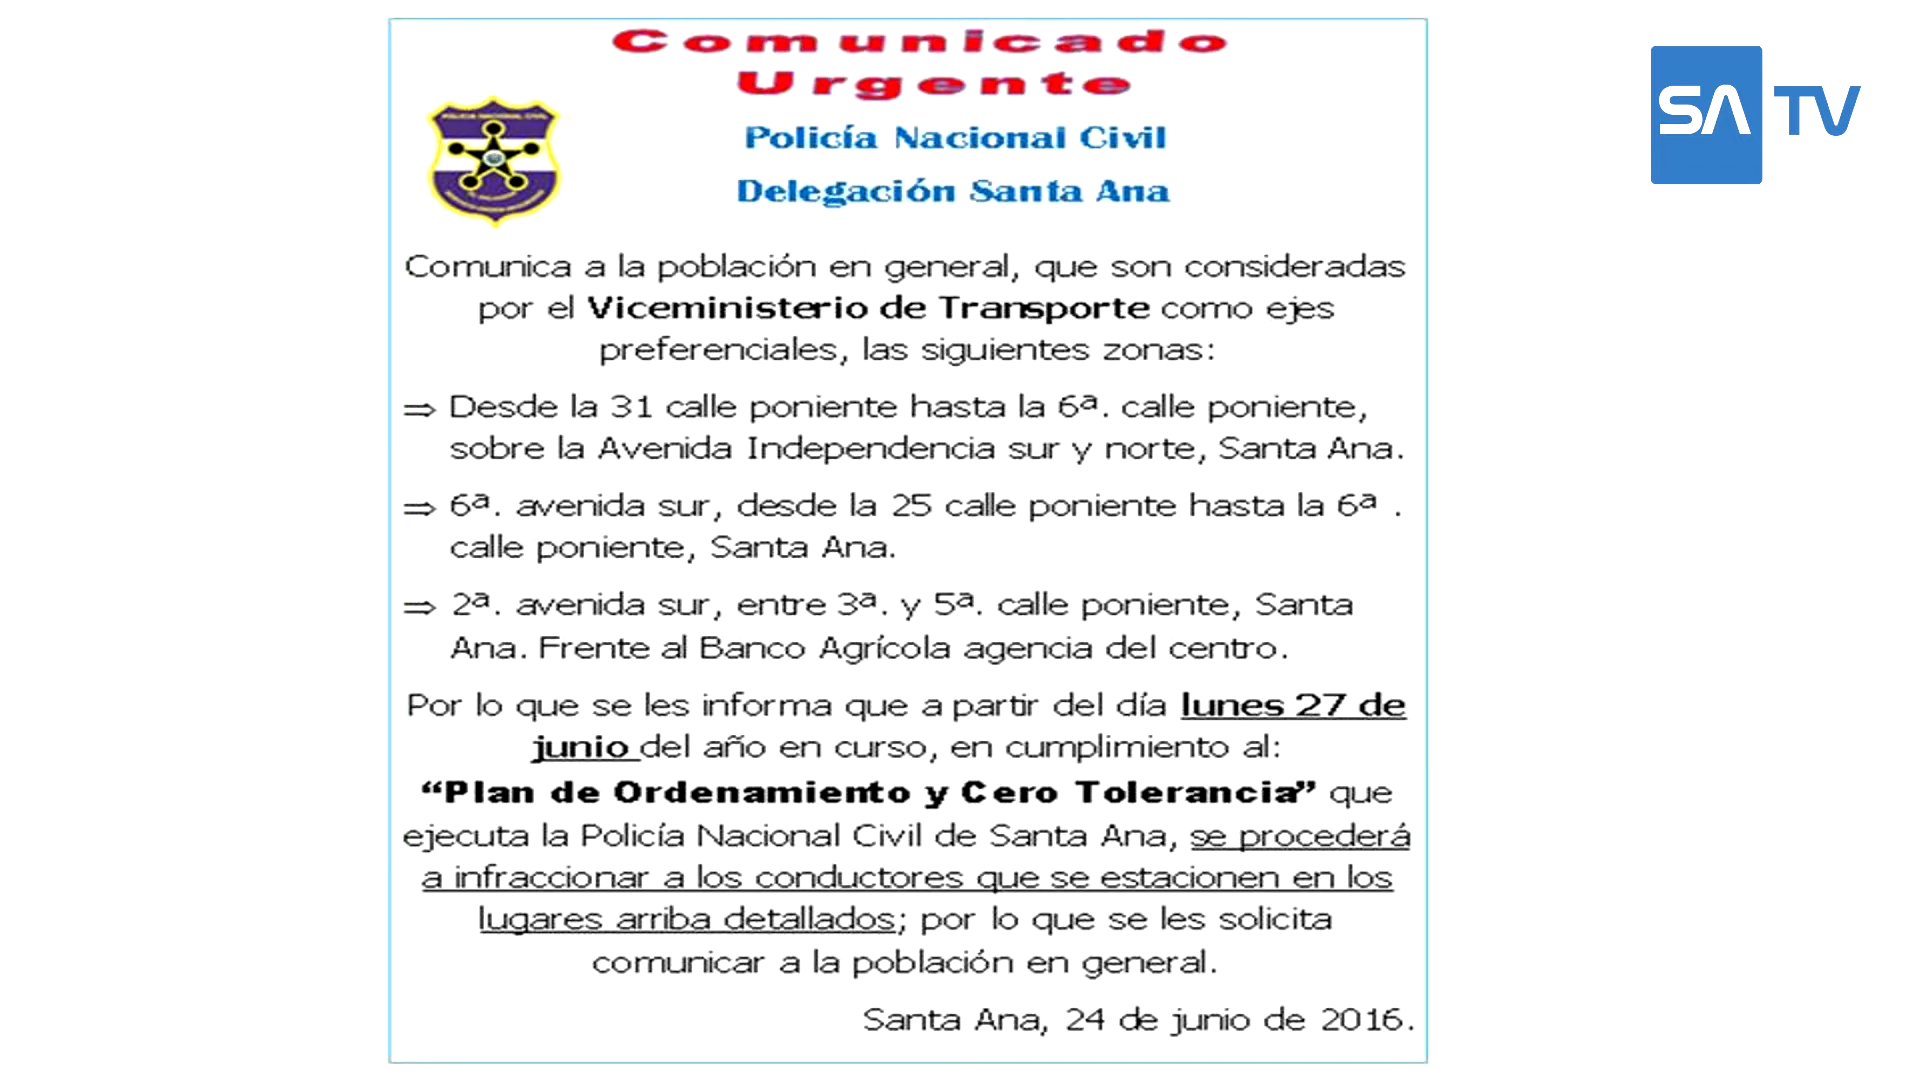 Comunicado
Urgente
POLICIA NACIONAL CIVIL
Policía Nacional Civil
Delegación Santa Ana
SA TV
Comunica a la población en general, que son consideradas
por el Viceministerio de Transporte como ejes
preferenciales, las siguientes zonas:
⇒ Desde la 31 calle poniente hasta la 6ª. calle poniente,
sobre la Avenida Independencia sur y norte, Santa Ana.
⇒ 6ª. avenida sur, desde la 25 calle poniente hasta la 6ª .
calle poniente, Santa Ana.
⇒ 2ª. avenida sur, entre 3ª. y 5ª. calle poniente, Santa
Ana. Frente al Banco Agrícola agencia del centro.
Por lo que se les informa que a partir del día lunes 27 de
junio del año en curso, en cumplimiento al:
“Plan de Ordenamiento y Cero Tolerancia” que
ejecuta la Policía Nacional Civil de Santa Ana, se procederá
a infraccionar a los conductores que se estacionen en los
lugares arriba detallados; por lo que se les solicita
comunicar a la población en general.
Santa Ana, 24 de junio de 2016.